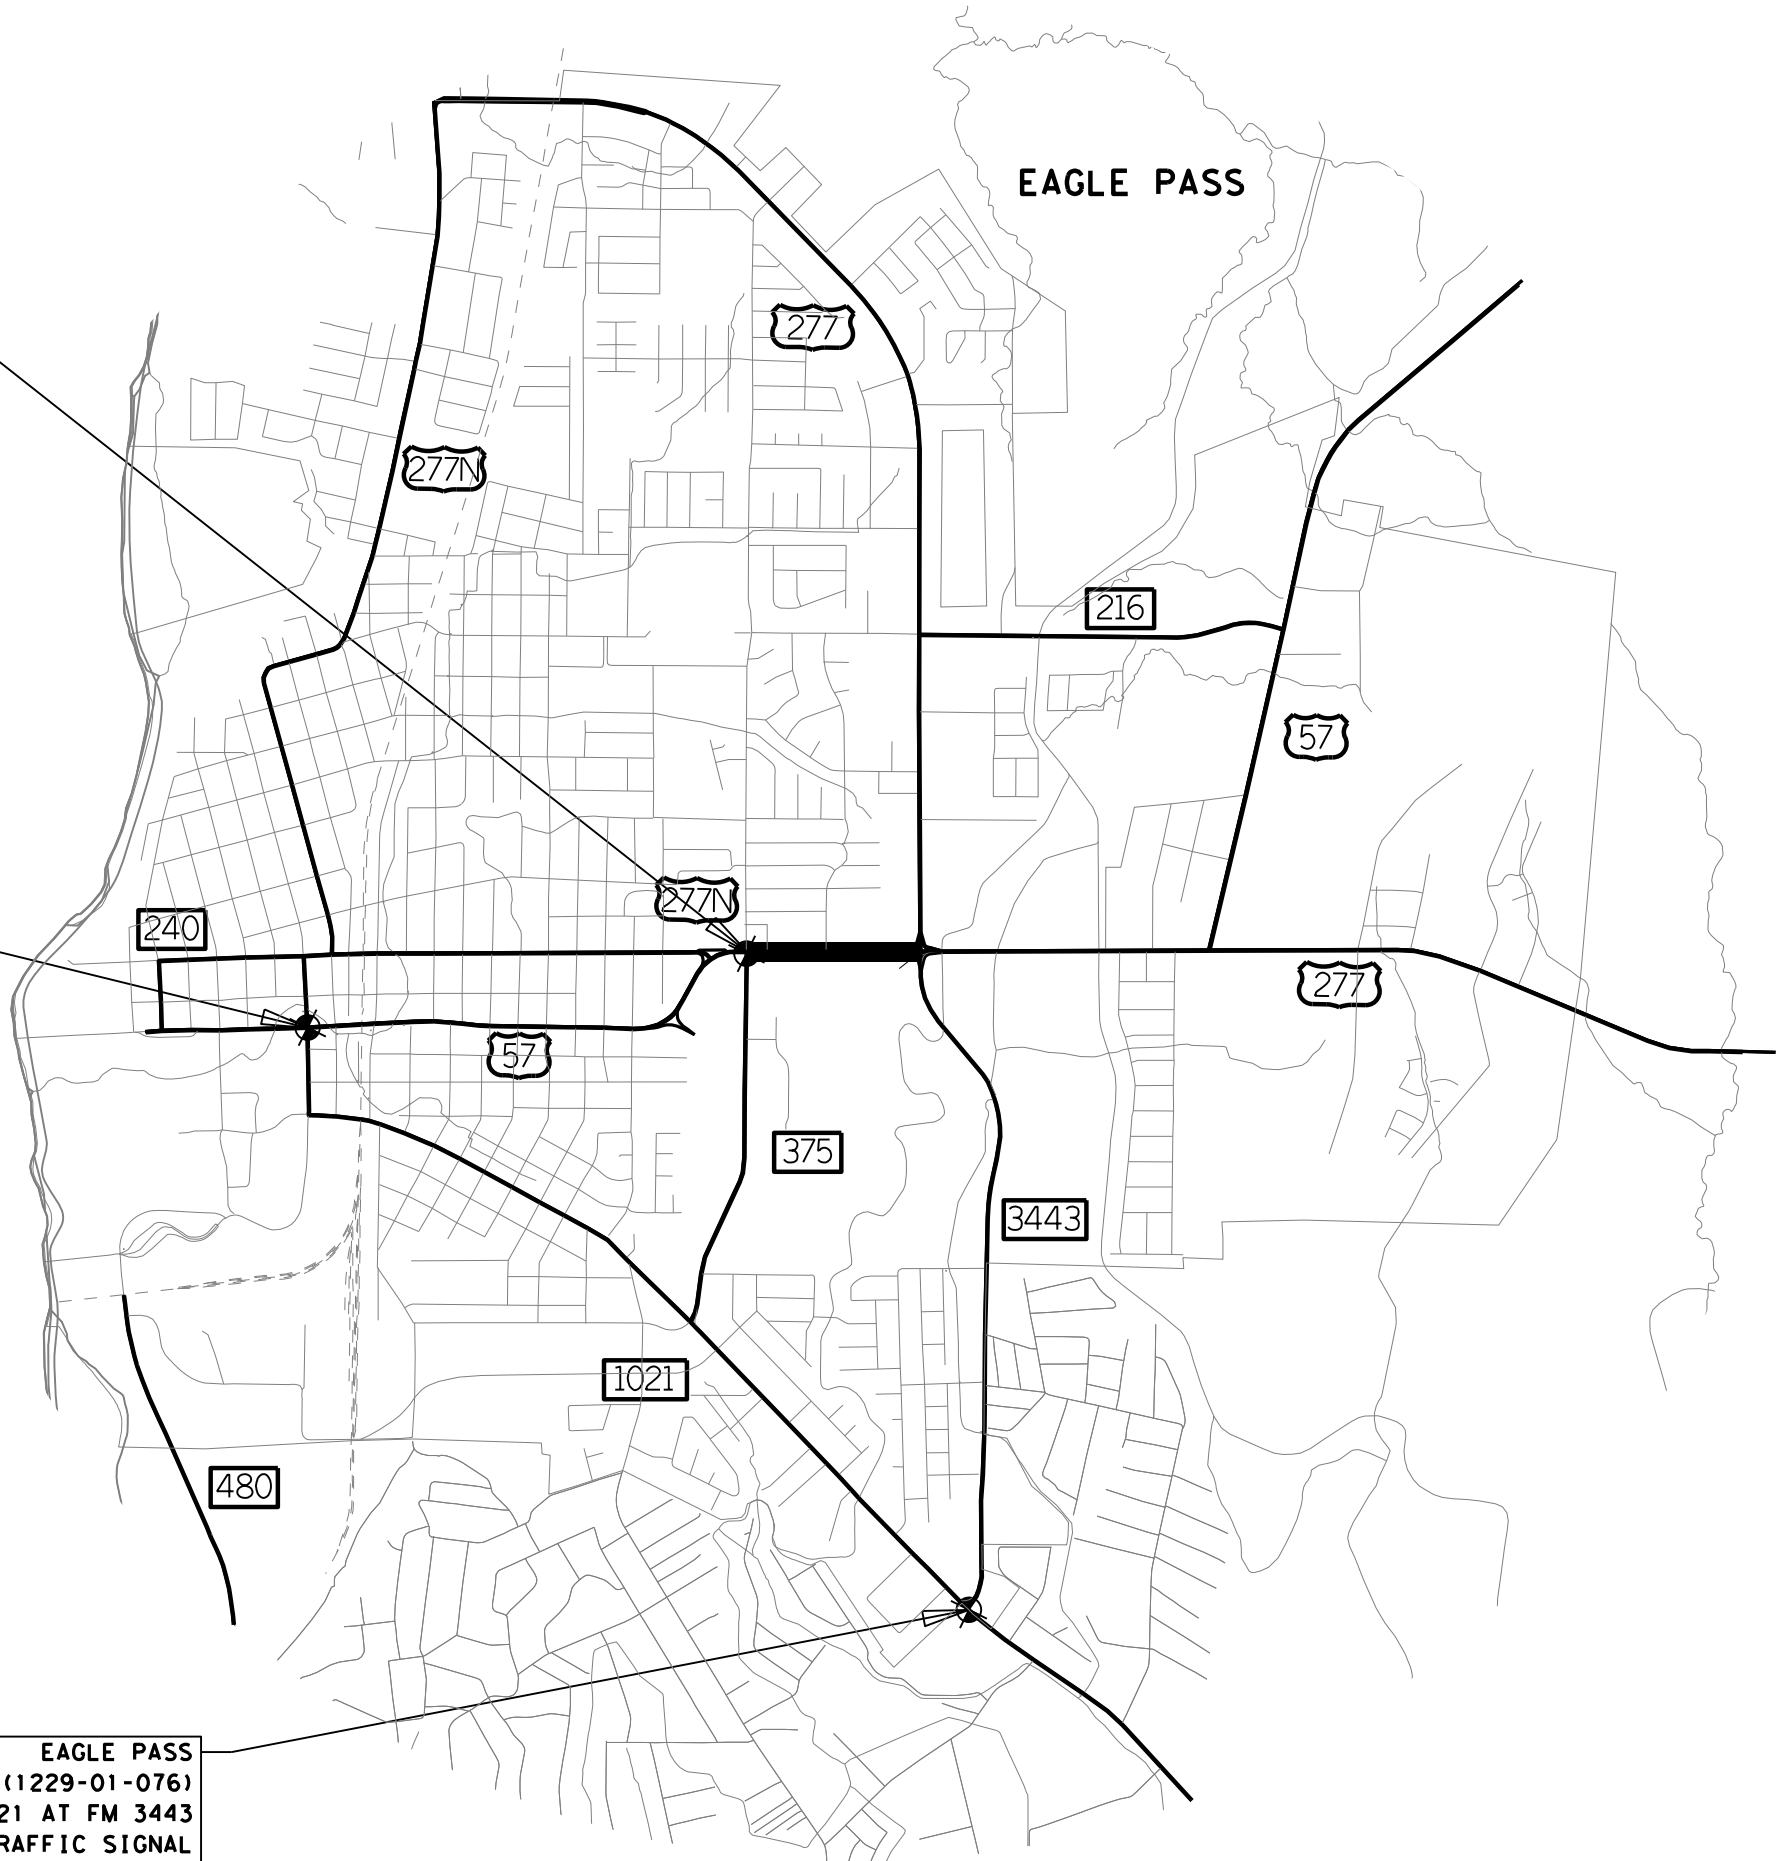 EAGLE PASS
277
277N
216
57
277N
240
277
57
375
3443
1021
480
EAGLE PASS
(1229-01-076)
21 AT FM 3443
RAFFIC SIGNAL